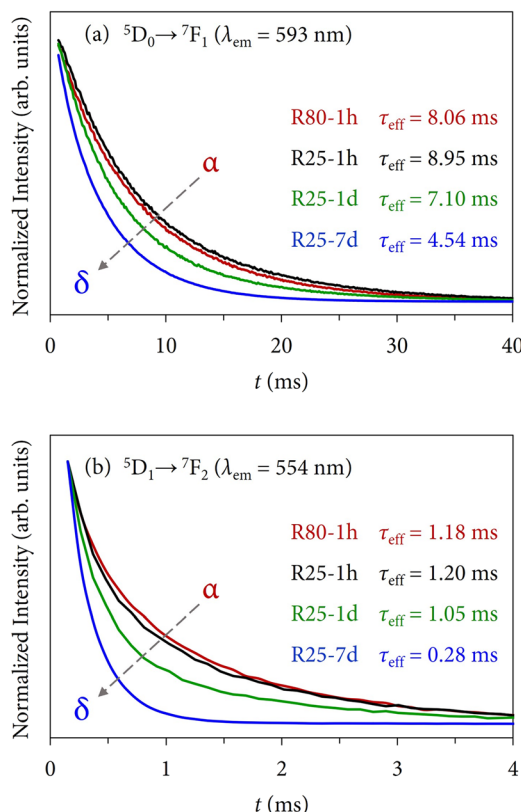 (a) ⁵D₀→ ⁷F₁ (λem = 593 nm)
Normalized Intensity (arb. units)
R80-1h τeff = 8.06 ms
R25-1h τeff = 8.95 ms
α
R25-1d τeff = 7.10 ms
R25-7d τeff = 4.54 ms
δ
0 10 20 30 40
t (ms)
(b) ⁵D₁→ ⁷F₂ (λem = 554 nm)
Normalized Intensity (arb. units)
R80-1h τeff = 1.18 ms
R25-1h τeff = 1.20 ms
α
R25-1d τeff = 1.05 ms
R25-7d τeff = 0.28 ms
δ
0 1 2 3 4
t (ms)